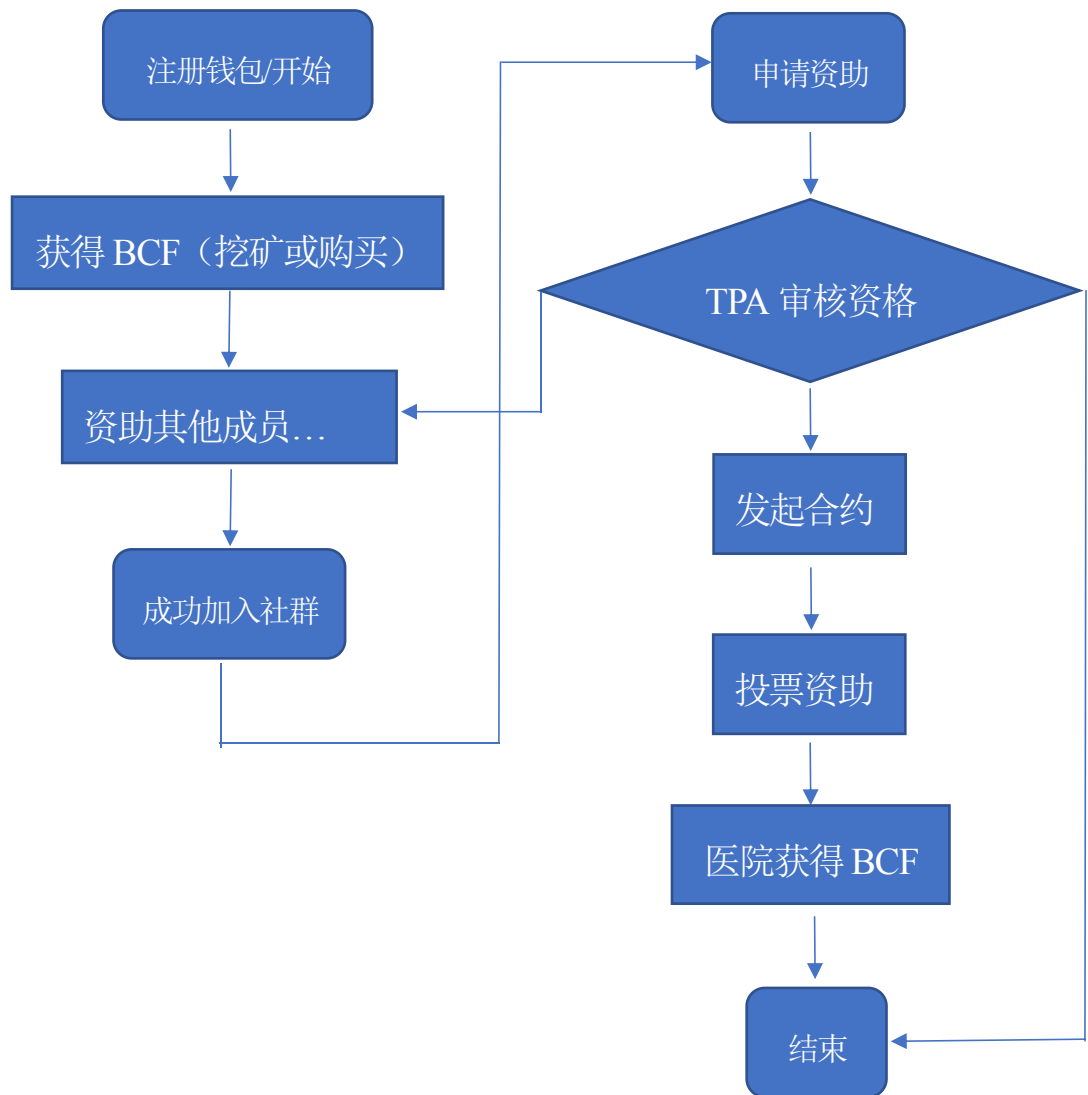 注册钱包/开始
获得 BCF（挖矿或购买）
资助其他成员…
成功加入社群
申请资助
TPA 审核资格
发起合约
投票资助
医院获得 BCF
结束